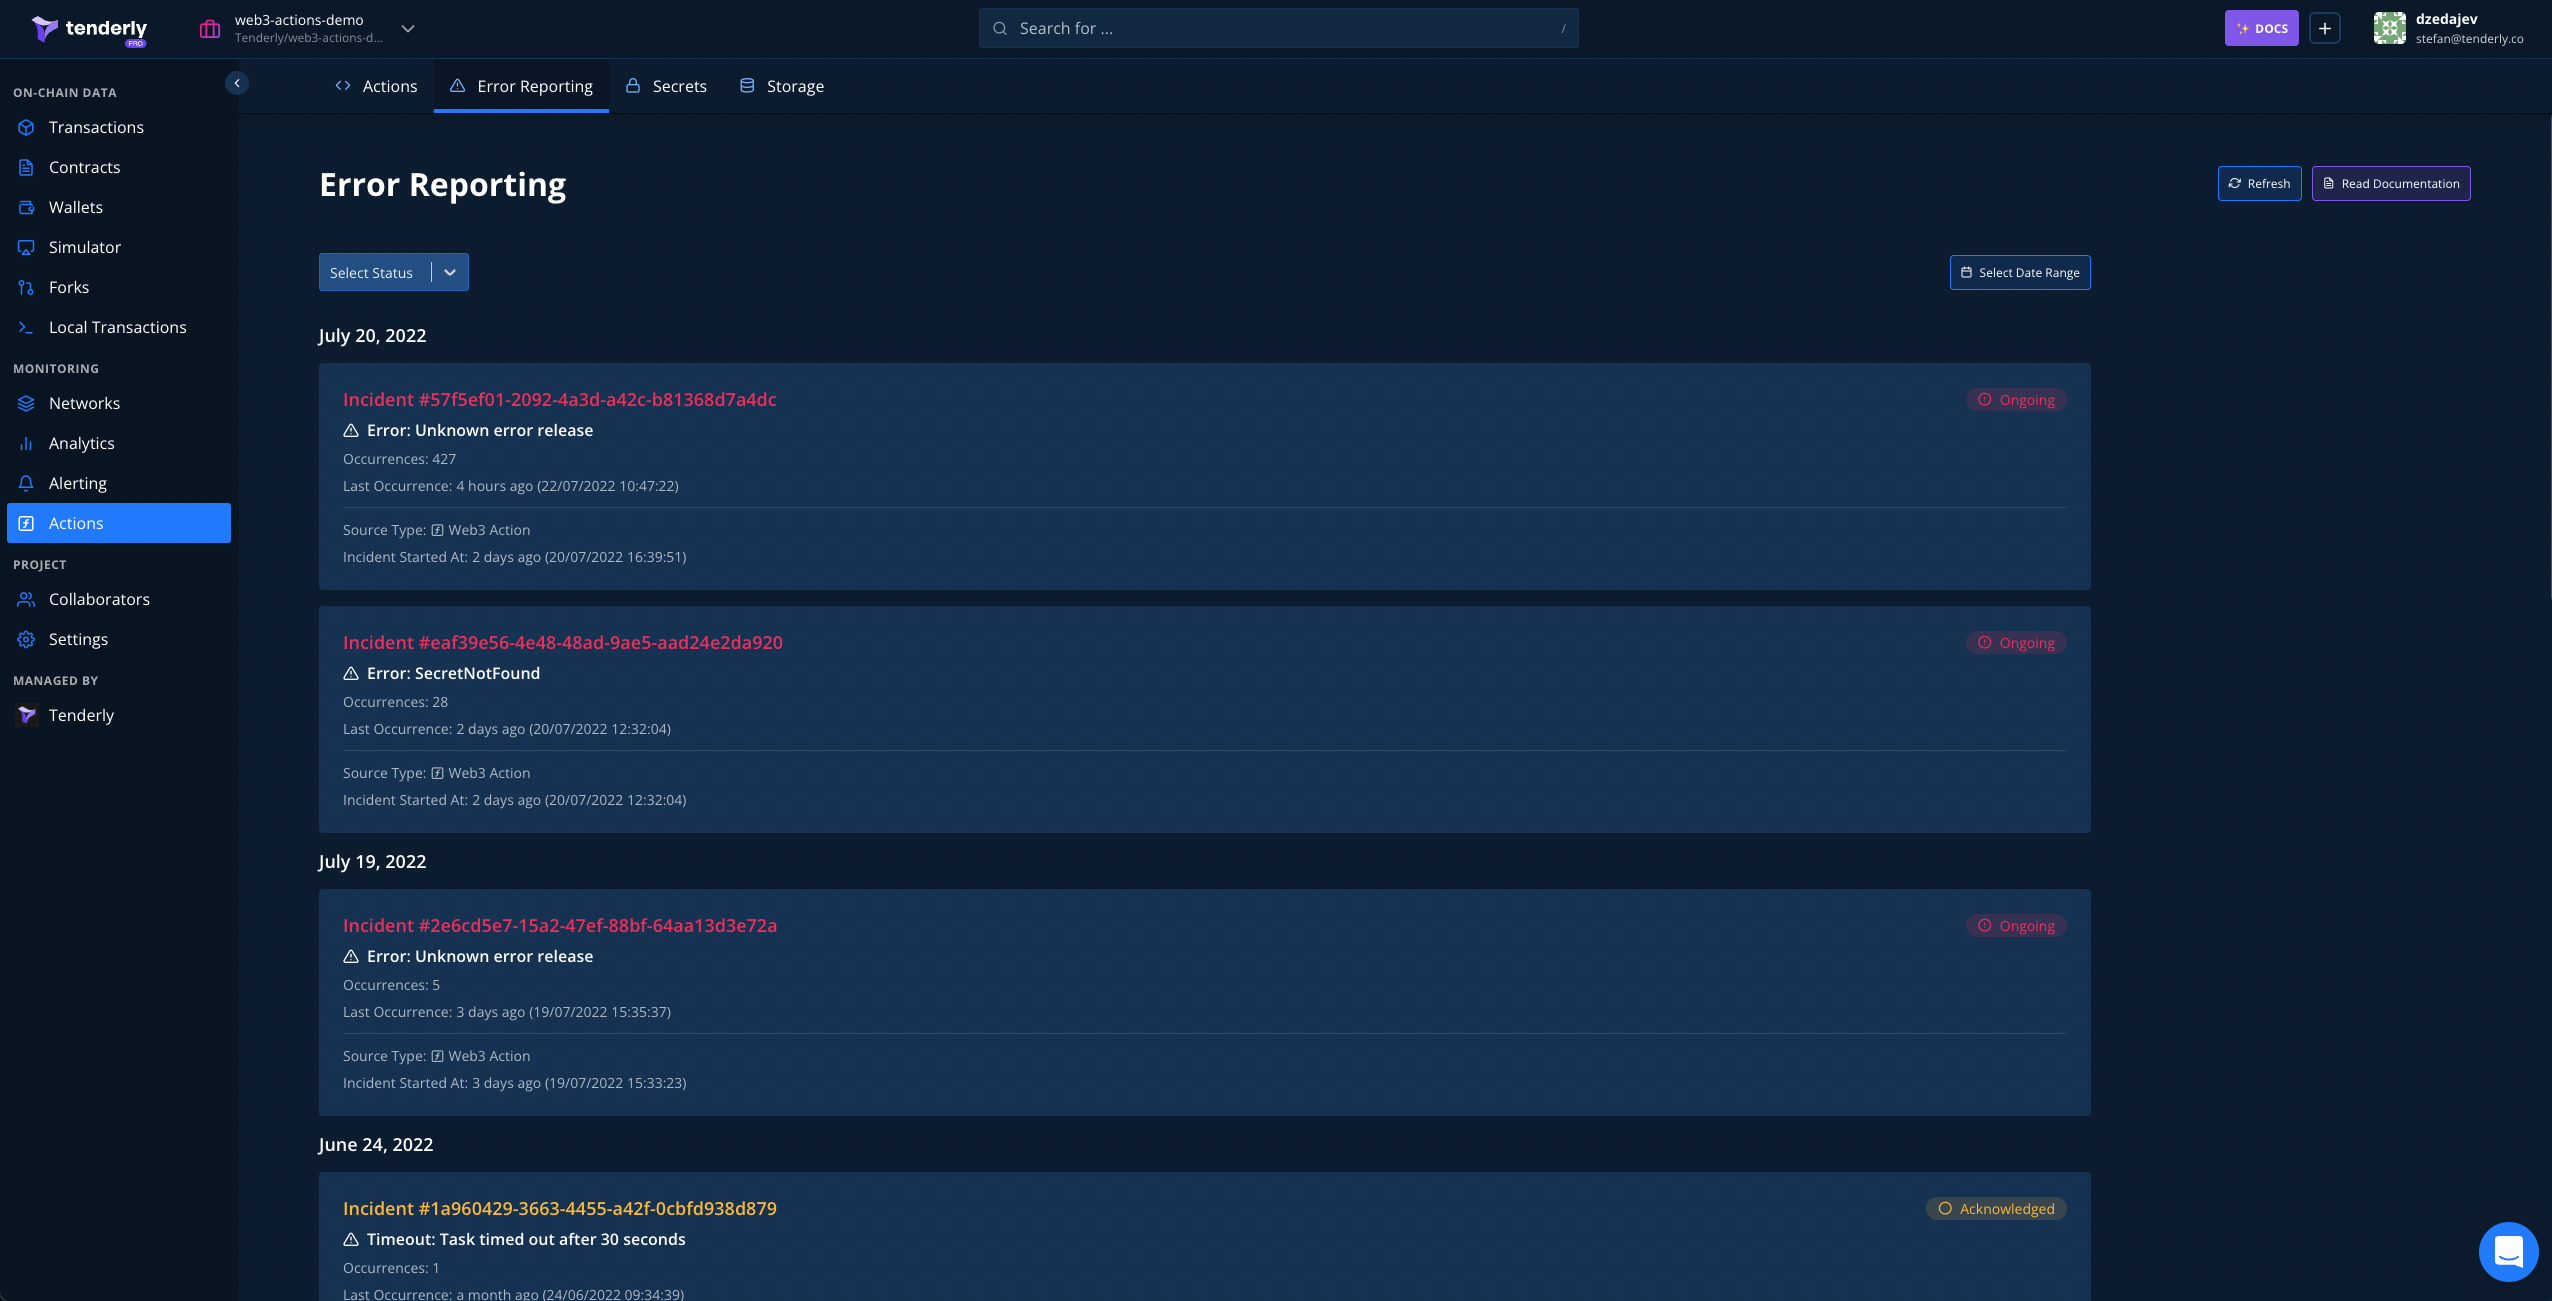 tenderly
PRO
web3-actions-demo
Tenderly/web3-actions-d...
Search for ...
/
DOCS
dzedajev
stefan@tenderly.co
ON-CHAIN DATA
Transactions
Contracts
Wallets
Simulator
Forks
Local Transactions
MONITORING
Networks
Analytics
Alerting
Actions
PROJECT
Collaborators
Settings
MANAGED BY
Tenderly
Actions
Error Reporting
Secrets
Storage
Error Reporting
Refresh
Read Documentation
Select Status
Select Date Range
July 20, 2022
Incident #57f5ef01-2092-4a3d-a42c-b81368d7a4dc
Ongoing
Error: Unknown error release
Occurrences: 427
Last Occurrence: 4 hours ago (22/07/2022 10:47:22)
Source Type: Web3 Action
Incident Started At: 2 days ago (20/07/2022 16:39:51)
Incident #eaf39e56-4e48-48ad-9ae5-aad24e2da920
Ongoing
Error: SecretNotFound
Occurrences: 28
Last Occurrence: 2 days ago (20/07/2022 12:32:04)
Source Type: Web3 Action
Incident Started At: 2 days ago (20/07/2022 12:32:04)
July 19, 2022
Incident #2e6cd5e7-15a2-47ef-88bf-64aa13d3e72a
Ongoing
Error: Unknown error release
Occurrences: 5
Last Occurrence: 3 days ago (19/07/2022 15:35:37)
Source Type: Web3 Action
Incident Started At: 3 days ago (19/07/2022 15:33:23)
June 24, 2022
Incident #1a960429-3663-4455-a42f-0cbfd938d879
Acknowledged
Timeout: Task timed out after 30 seconds
Occurrences: 1
Last Occurrence: a month ago (24/06/2022 09:34:39)